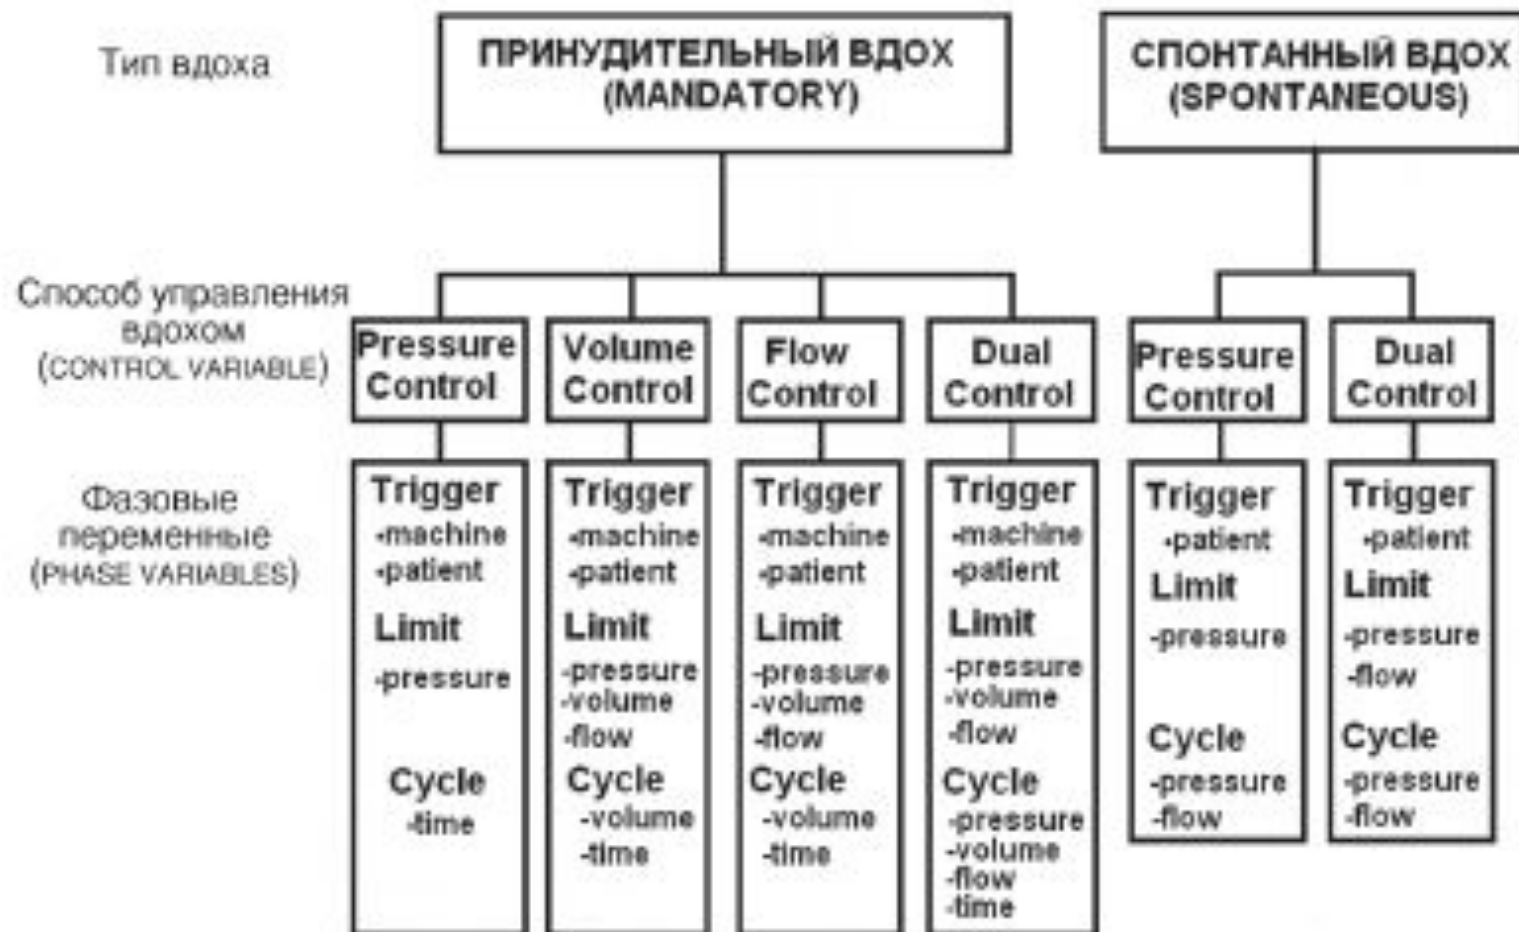 Тип вдоха
ПРИНУДИТЕЛЬНЫЙ ВДОХ
(MANDATORY)
СПОНТАННЫЙ ВДОХ
(SPONTANEOUS)
Способ управления
вдохом
(CONTROL VARIABLE)
Pressure
Control
Volume
Control
Flow
Control
Dual
Control
Pressure
Control
Dual
Control
Фазовые
переменные
(PHASE VARIABLES)
Trigger
-machine
-patient
Limit
-pressure
Cycle
-time
Trigger
-machine
-patient
Limit
-pressure
-volume
-flow
Cycle
-volume
-time
Trigger
-machine
-patient
Limit
-pressure
-volume
-flow
Cycle
-volume
-time
Trigger
-machine
-patient
Limit
-pressure
-volume
-flow
Cycle
-pressure
-volume
-flow
-time
Trigger
-patient
Limit
-pressure
Cycle
-pressure
-flow
Trigger
-patient
Limit
-pressure
-flow
Cycle
-pressure
-flow